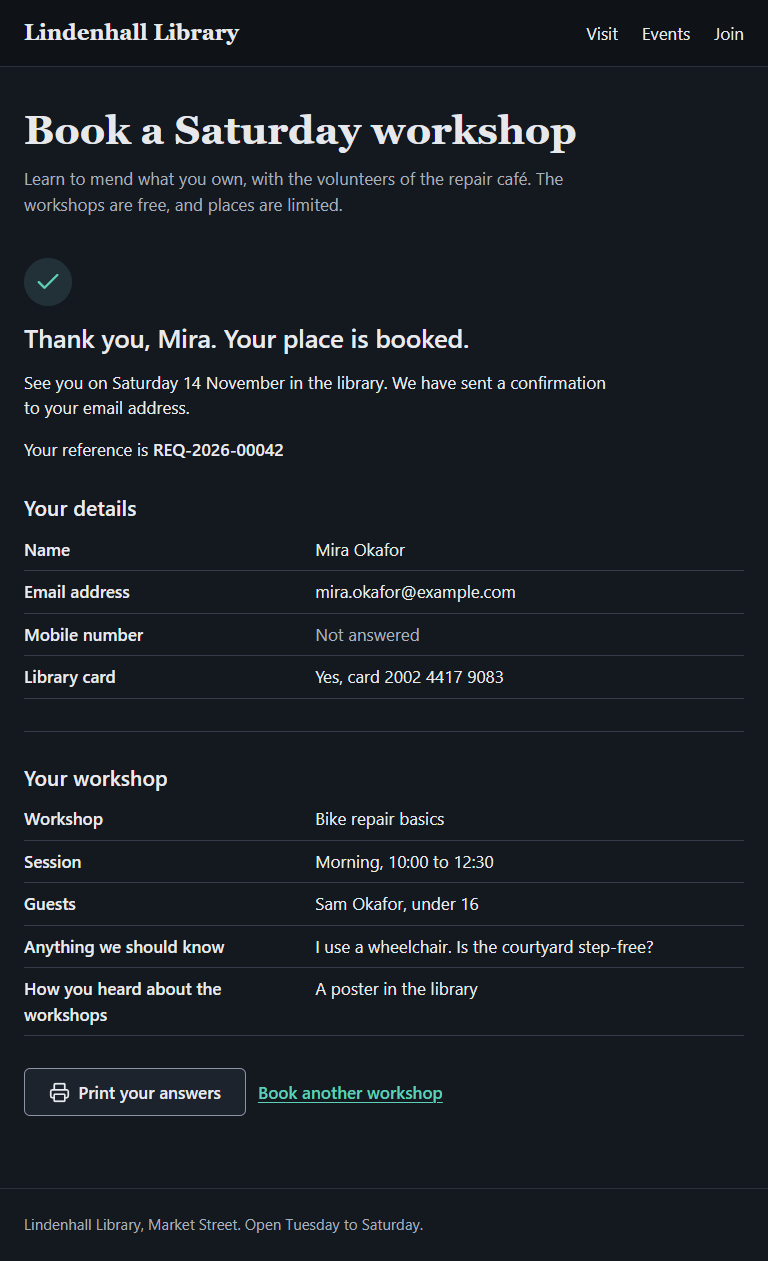 Lindenhall Library
Visit Events Join
Book a Saturday workshop
Learn to mend what you own, with the volunteers of the repair café. The
workshops are free, and places are limited.
Thank you, Mira. Your place is booked.
See you on Saturday 14 November in the library. We have sent a confirmation
to your email address.
Your reference is REQ-2026-00042
Your details
Name Mira Okafor
Email address mira.okafor@example.com
Mobile number Not answered
Library card Yes, card 2002 4417 9083
Your workshop
Workshop Bike repair basics
Session Morning, 10:00 to 12:30
Guests Sam Okafor, under 16
Anything we should know I use a wheelchair. Is the courtyard step-free?
How you heard about the A poster in the library
workshops
Print your answers Book another workshop
Lindenhall Library, Market Street. Open Tuesday to Saturday.